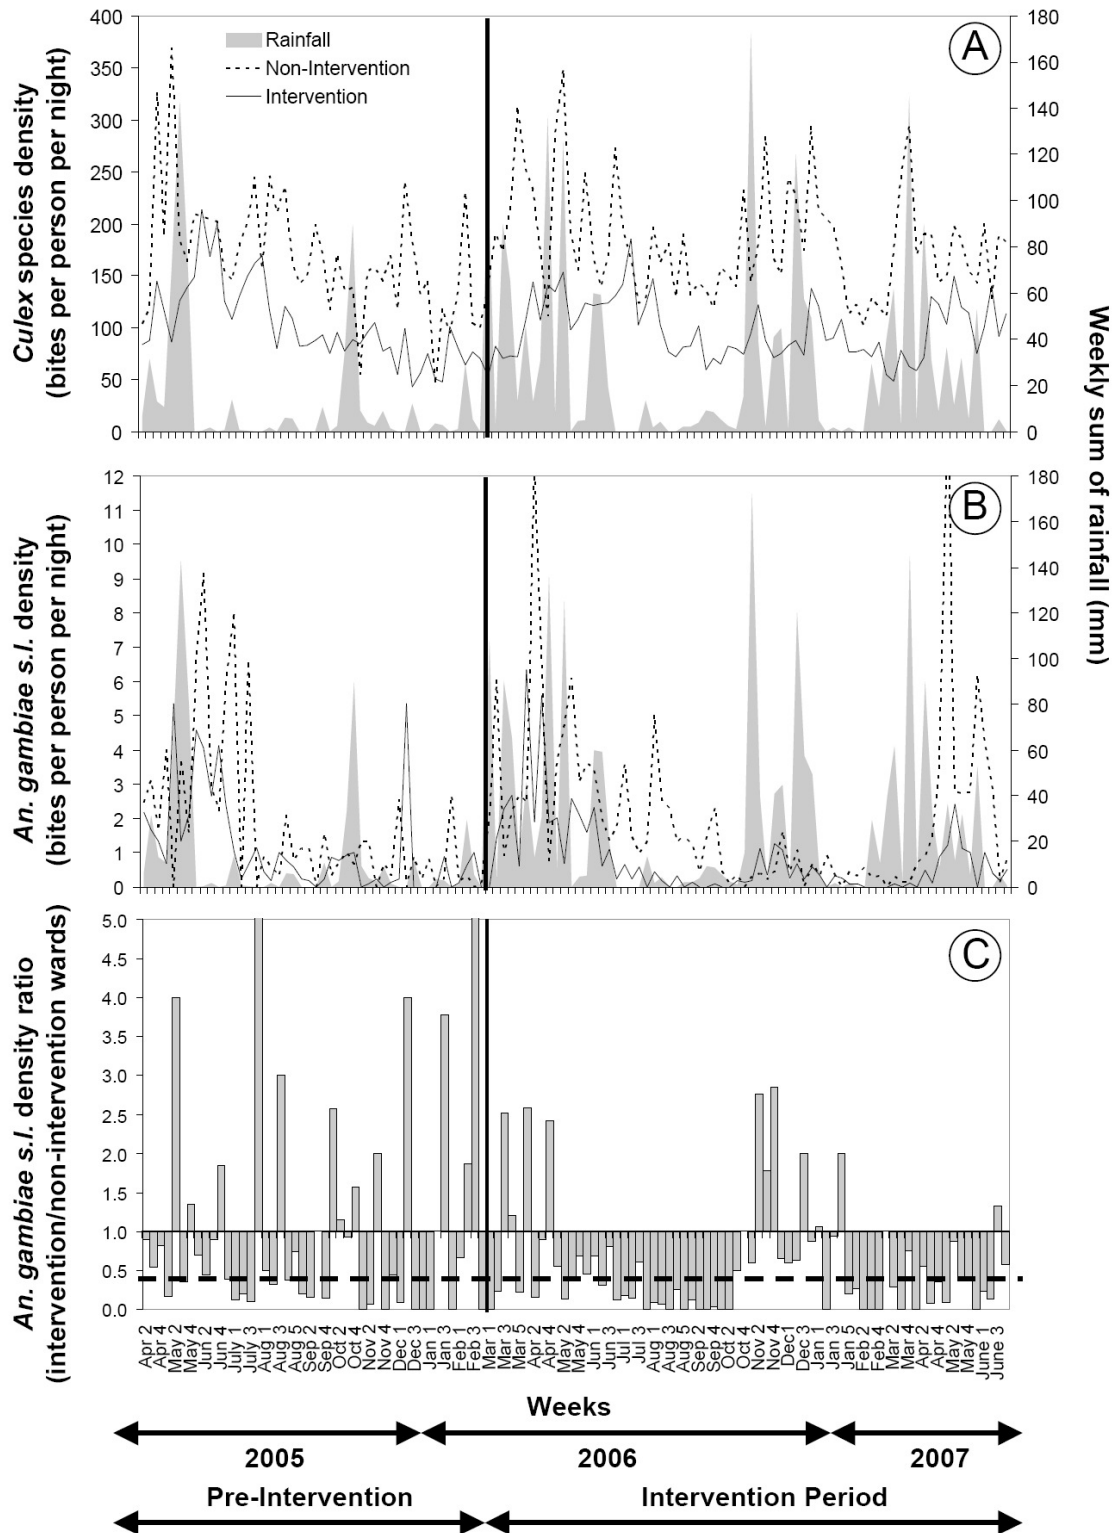 Culex species density
(bites per person per night)
400
350
300
250
200
150
100
50
0
Rainfall
Non-Intervention
Intervention
A
180
160
140
120
100
80
60
40
20
0
An. gambiae s.l. density
(bites per person per night)
12
11
10
9
8
7
6
5
4
3
2
1
0
B
180
160
140
120
100
80
60
40
20
0
Weekly sum of rainfall (mm)
An. gambiae s.l. density ratio
(intervention/non-intervention wards)
5.0
4.5
4.0
3.5
3.0
2.5
2.0
1.5
1.0
0.5
0.0
C
Apr 2
Apr 4
May 2
May 4
Jun 2
Jun 4
July 1
July 3
Aug 1
Aug 3
Aug 5
Sep 2
Sep 4
Oct 2
Oct 4
Nov 2
Nov 4
Dec 1
Dec 3
Jan 1
Jan 3
Feb 1
Feb 3
Mar 1
Mar 3
Mar 5
Apr 2
Apr 4
May 2
May 4
Jun 1
Jun 3
Jul 1
Jul 3
Aug 1
Aug 3
Aug 5
Sep 2
Sep 4
Oct 2
Oct 4
Nov 2
Nov 4
Dec1
Dec 3
Jan 1
Jan 3
Jan 5
Feb 2
Feb 4
Mar 2
Mar 4
Apr 2
Apr 4
May 2
May 4
June 1
June 3
Weeks
2005
2006
2007
Pre-Intervention
Intervention Period